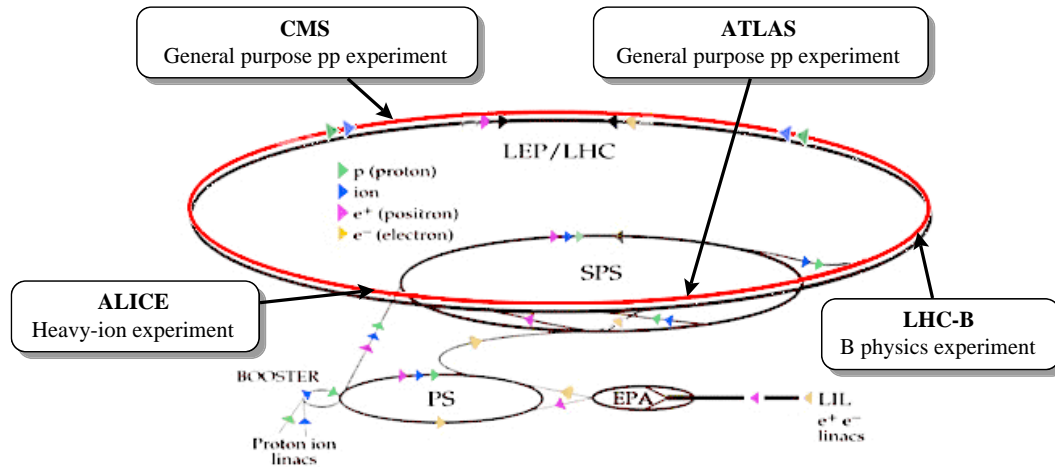 CMS
General purpose pp experiment
ATLAS
General purpose pp experiment
LEP/LHC
p (proton)
ion
e⁺ (positron)
e⁻ (electron)
SPS
ALICE
Heavy-ion experiment
LHC-B
B physics experiment
BOOSTER
PS
EPA
LIL
e⁺ e⁻
linacs
Proton ion
linacs